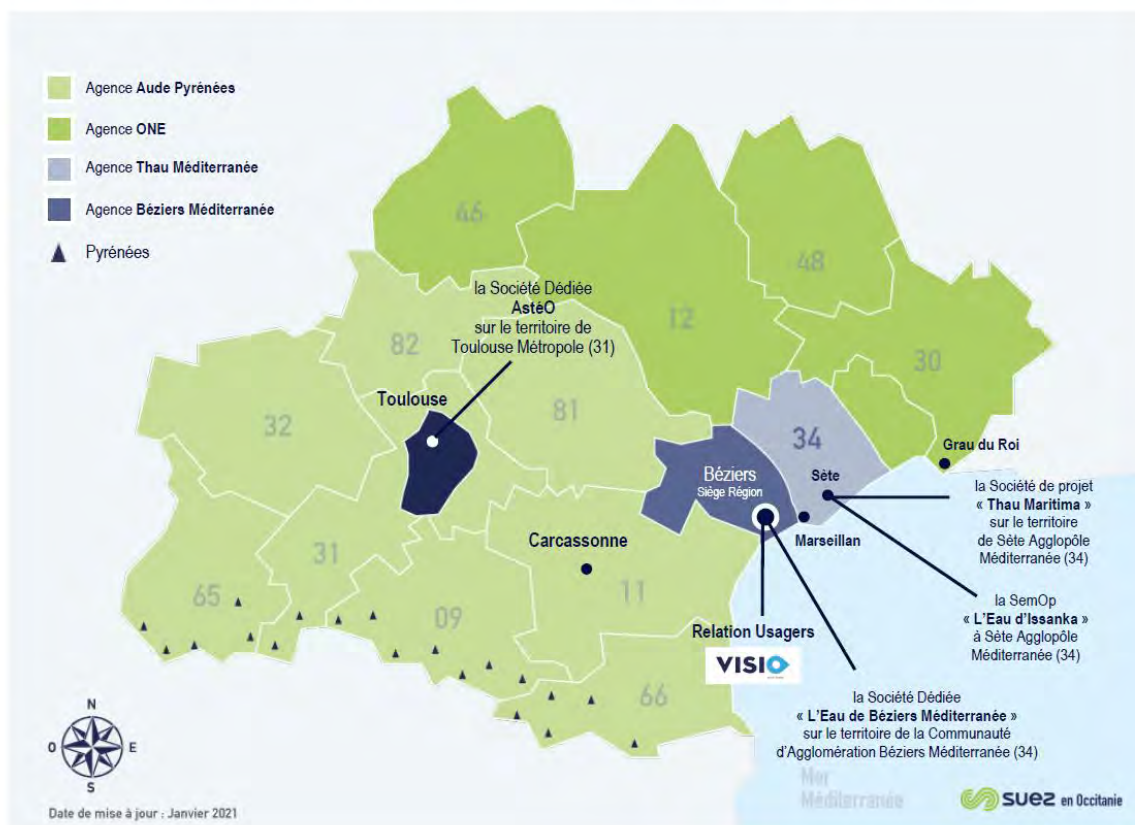 Agence Aude Pyrénées
Agence ONE
Agence Thau Méditerranée
Agence Béziers Méditerranée
Pyrénées
46
48
la Société Dédiée
AstéO
sur le territoire de
Toulouse Métropole (31)
12
82
30
Toulouse
32
81
34
Grau du Roi
Béziers
Siège Région
Sète
la Société de projet
« Thau Maritima »
sur le territoire
de Sète Agglopôle
Méditerranée (34)
Marseillan
Carcassonne
31
11
65
09
la SemOp
« L'Eau d'Issanka »
à Sète Agglopôle
Méditerranée (34)
Relation Usagers
VISIO
66
la Société Dédiée
« L'Eau de Béziers Méditerranée »
sur le territoire de la Communauté
d'Agglomération Béziers Méditerranée (34)
N
O
E
S
Mer
Méditerranée
suez en Occitanie
Date de mise à jour : Janvier 2021